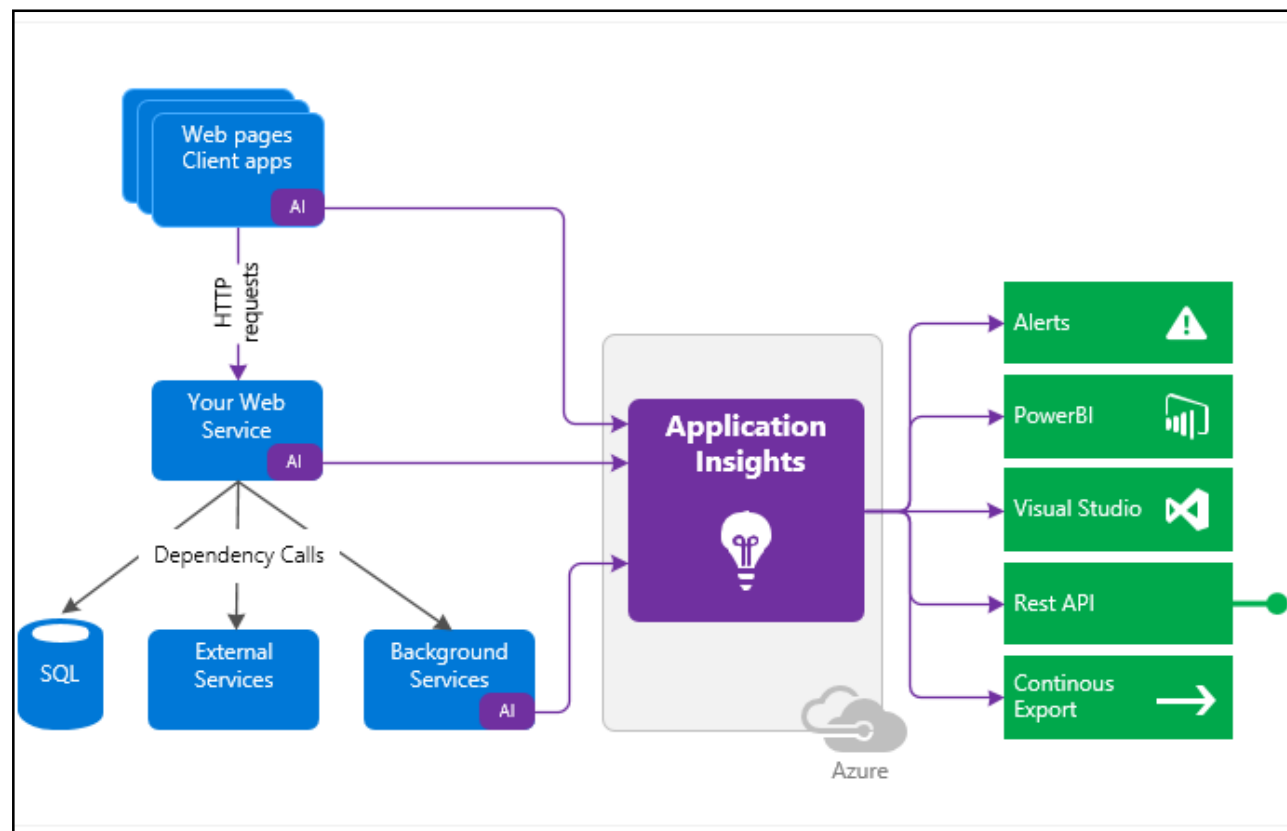 Web pages
Client apps
AI
HTTP
requests
Your Web
Service
AI
Dependency Calls
SQL
External
Services
Background
Services
AI
Application
Insights
Azure
Alerts
PowerBI
Visual Studio
Rest API
Continous
Export